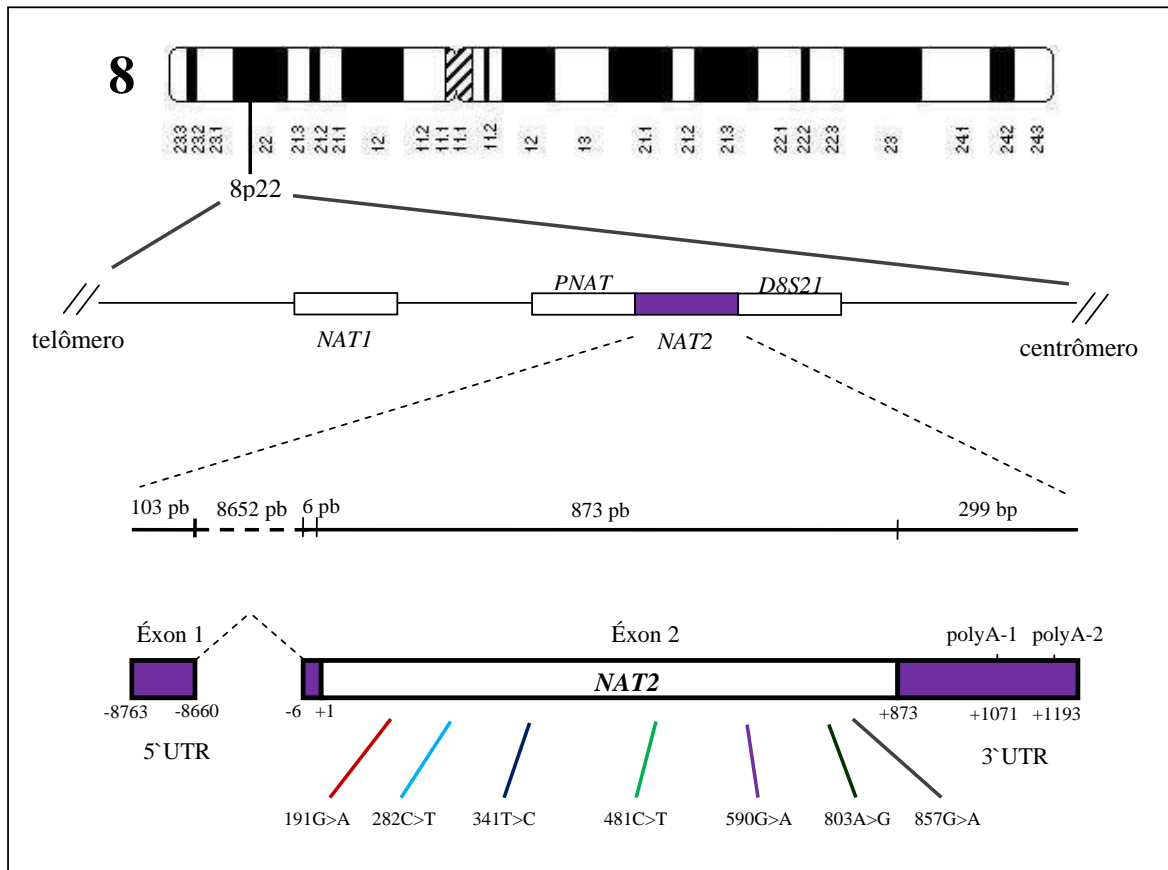 8
23.3 23.2 23.1 22 21.3 21.2 21.1 12 11.2 11.1 11.1 11.2 12 13 21.1 21.2 21.3 22.1 22.2 22.3 23 24.1 24.2 24.3
8p22
PNAT D8S21
telômero NAT1 NAT2 centrômero
103 pb 8652 pb 6 pb 873 pb 299 bp
Éxon 1 Éxon 2 polyA-1 polyA-2
NAT2
-8763 -8660 -6 +1 +873 +1071 +1193
5`UTR 3`UTR
191G>A 282C>T 341T>C 481C>T 590G>A 803A>G 857G>A